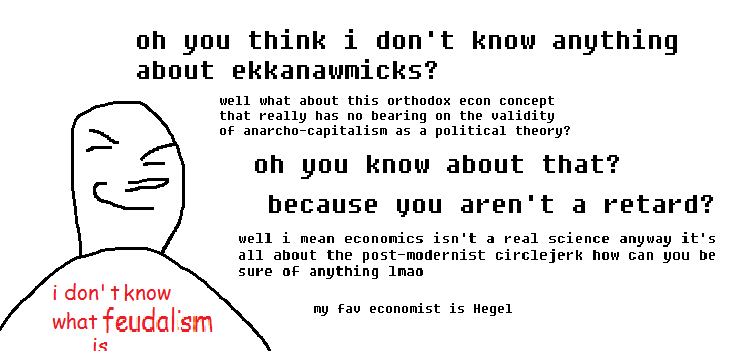 oh you think i don't know anything
about ekkanawmicks?
well what about this orthodox econ concept
that really has no bearing on the validity
of anarcho-capitalism as a political theory?
oh you know about that?
because you aren't a retard?
well i mean economics isn't a real science anyway it's
all about the post-modernist circlejerk how can you be
sure of anything lmao
my fav economist is Hegel
i don't know
what feudalism
is